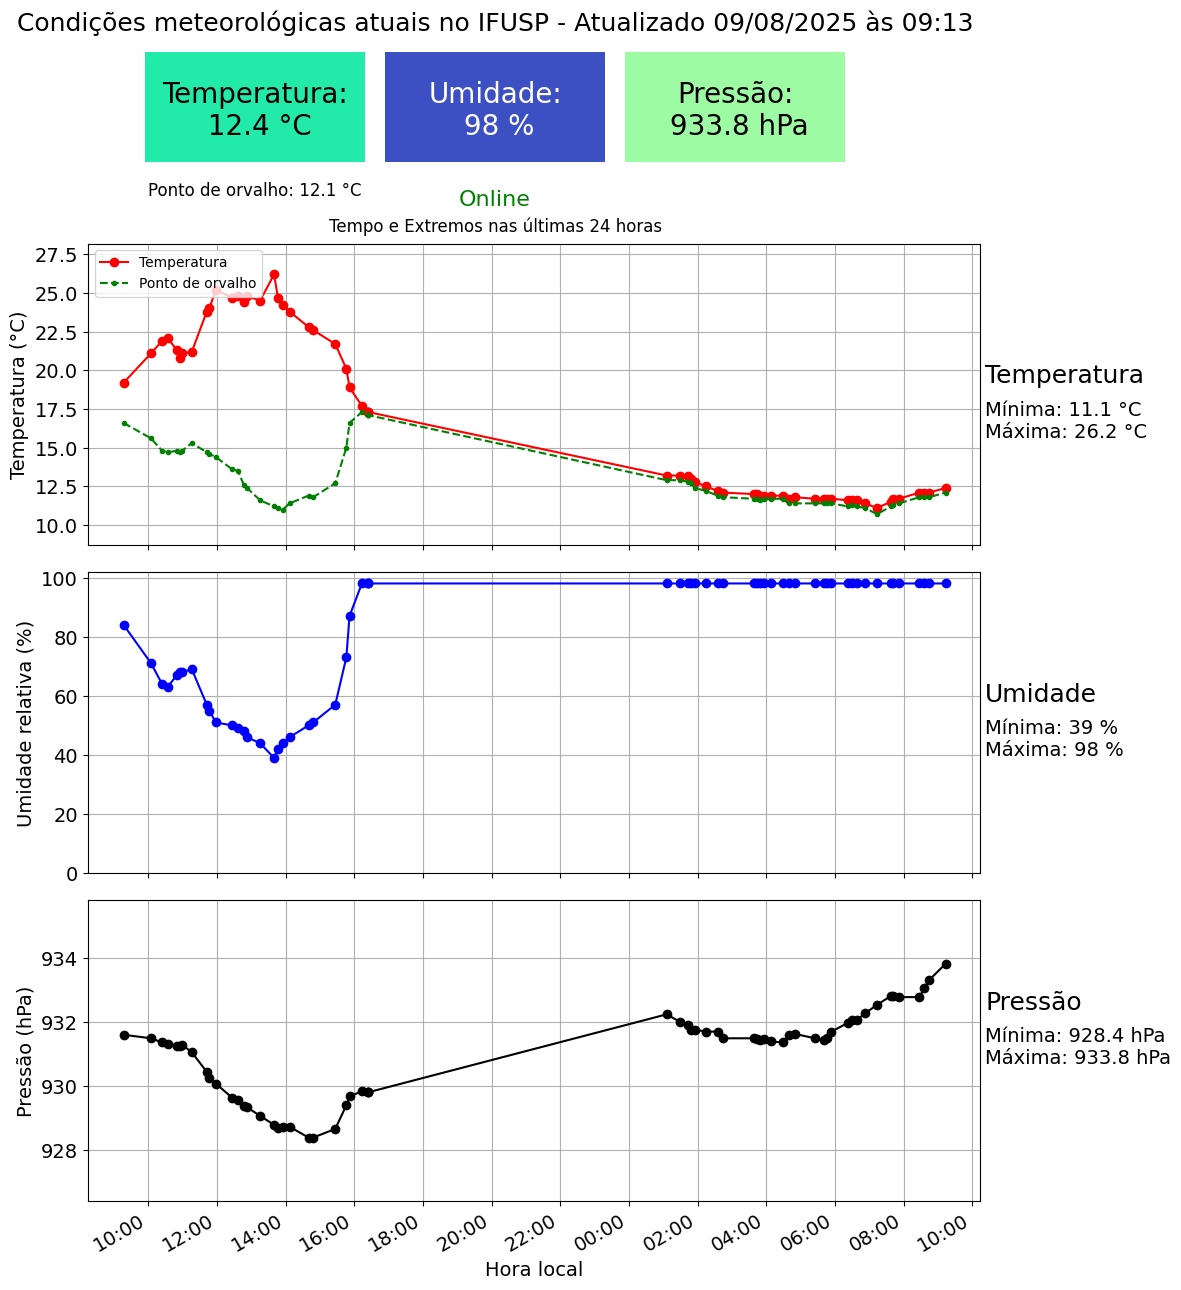 Condições meteorológicas atuais no IFUSP - Atualizado 09/08/2025 às 09:13
Temperatura:
12.4 °C
Umidade:
98 %
Pressão:
933.8 hPa
Ponto de orvalho: 12.1 °C
Online
Tempo e Extremos nas últimas 24 horas
Temperatura
Ponto de orvalho
Temperatura (°C)
27.5
25.0
22.5
20.0
17.5
15.0
12.5
10.0
Temperatura
Mínima: 11.1 °C
Máxima: 26.2 °C
Umidade relativa (%)
100
80
60
40
20
0
Umidade
Mínima: 39 %
Máxima: 98 %
Pressão (hPa)
934
932
930
928
Pressão
Mínima: 928.4 hPa
Máxima: 933.8 hPa
10:00 12:00 14:00 16:00 18:00 20:00 22:00 00:00 02:00 04:00 06:00 08:00 10:00
Hora local